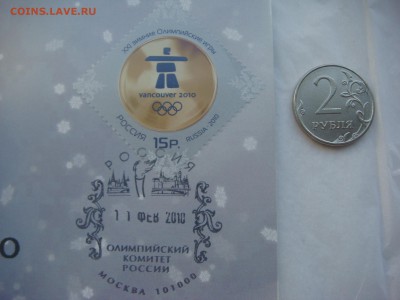 COINS.LAVE.RU
XXI зимние Олимпийские игры
vancouver 2010
РОССИЯ
RUSSIA 2010
15Р.
РОССИЯ
11 ФЕВ 2010
ОЛИМПИЙСКИЙ
КОМИТЕТ
РОССИИ
МОСКВА 101000
2
РУБЛЯ
О